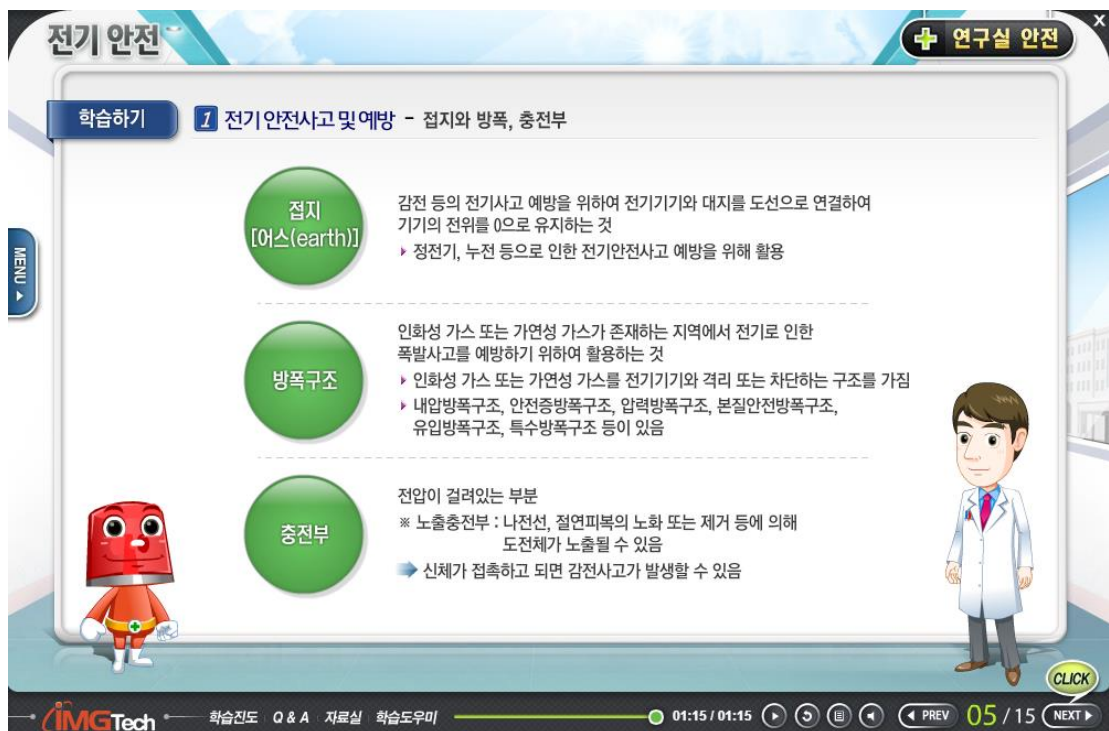 전기 안전
연구실 안전
X
학습하기
1 전기 안전사고 및 예방 - 접지와 방폭, 충전부
접지
[어스(earth)]
감전 등의 전기사고 예방을 위하여 전기기기와 대지를 도선으로 연결하여
기기의 전위를 0으로 유지하는 것
▶ 정전기, 누전 등으로 인한 전기안전사고 예방을 위해 활용
MENU ▲
방폭구조
인화성 가스 또는 가연성 가스가 존재하는 지역에서 전기로 인한
폭발사고를 예방하기 위하여 활용하는 것
▶ 인화성 가스 또는 가연성 가스를 전기기기와 격리 또는 차단하는 구조를 가짐
▶ 내압방폭구조, 안전증방폭구조, 압력방폭구조, 본질안전방폭구조,
유입방폭구조, 특수방폭구조 등이 있음
충전부
전압이 걸려있는 부분
※ 노출충전부 : 나전선, 절연피복의 노화 또는 제거 등에 의해
도전체가 노출될 수 있음
➡ 신체가 접촉하고 되면 감전사고가 발생할 수 있음
CLICK
iMGTech
학습진도 Q & A 자료실 학습도우미
01:15 / 01:15
◀ PREV 05 / 15 NEXT ▶